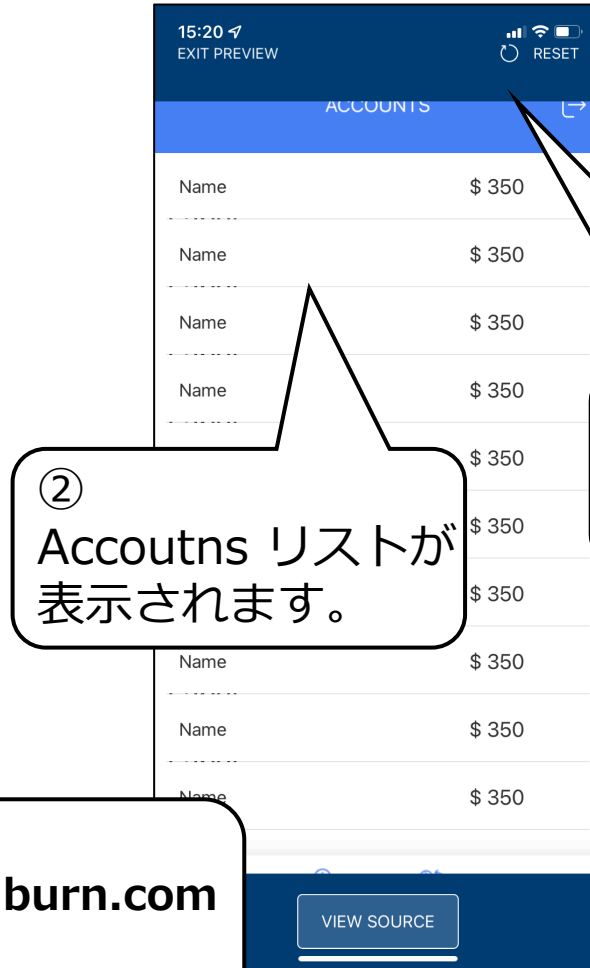 15:20
EXIT PREVIEW
RESET
ACCOUNTS
Name $ 350
Name $ 350
Name $ 350
Name $ 350
$ 350
②
Accoutns リストが
表示されます。
$ 350
$ 350
Name $ 350
Name $ 350
Name $ 350
burn.com
VIEW SOURCE